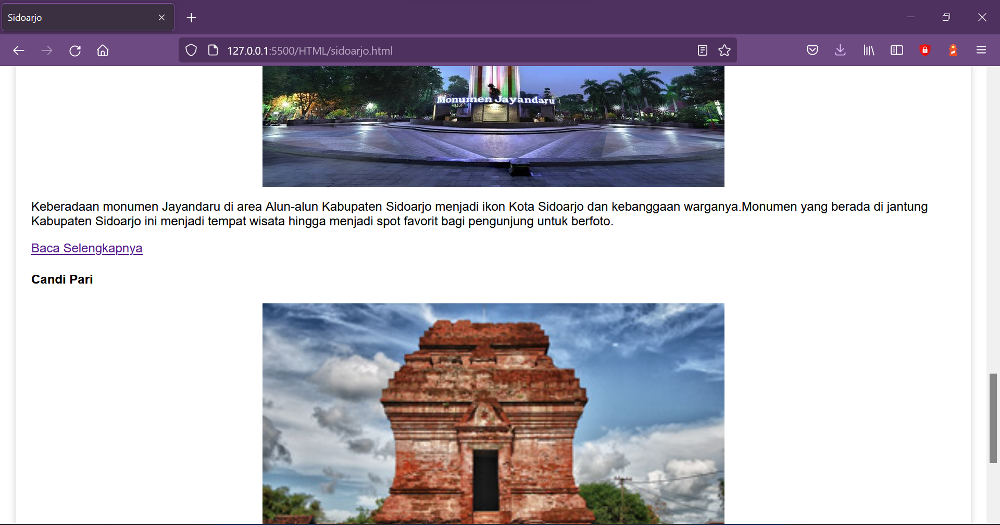 Sidoarjo
127.0.0.1:5500/HTML/sidoarjo.html
Monumen Jayandaru
Keberadaan monumen Jayandaru di area Alun-alun Kabupaten Sidoarjo menjadi ikon Kota Sidoarjo dan kebanggaan warganya.Monumen yang berada di jantung
Kabupaten Sidoarjo ini menjadi tempat wisata hingga menjadi spot favorit bagi pengunjung untuk berfoto.
Baca Selengkapnya
Candi Pari